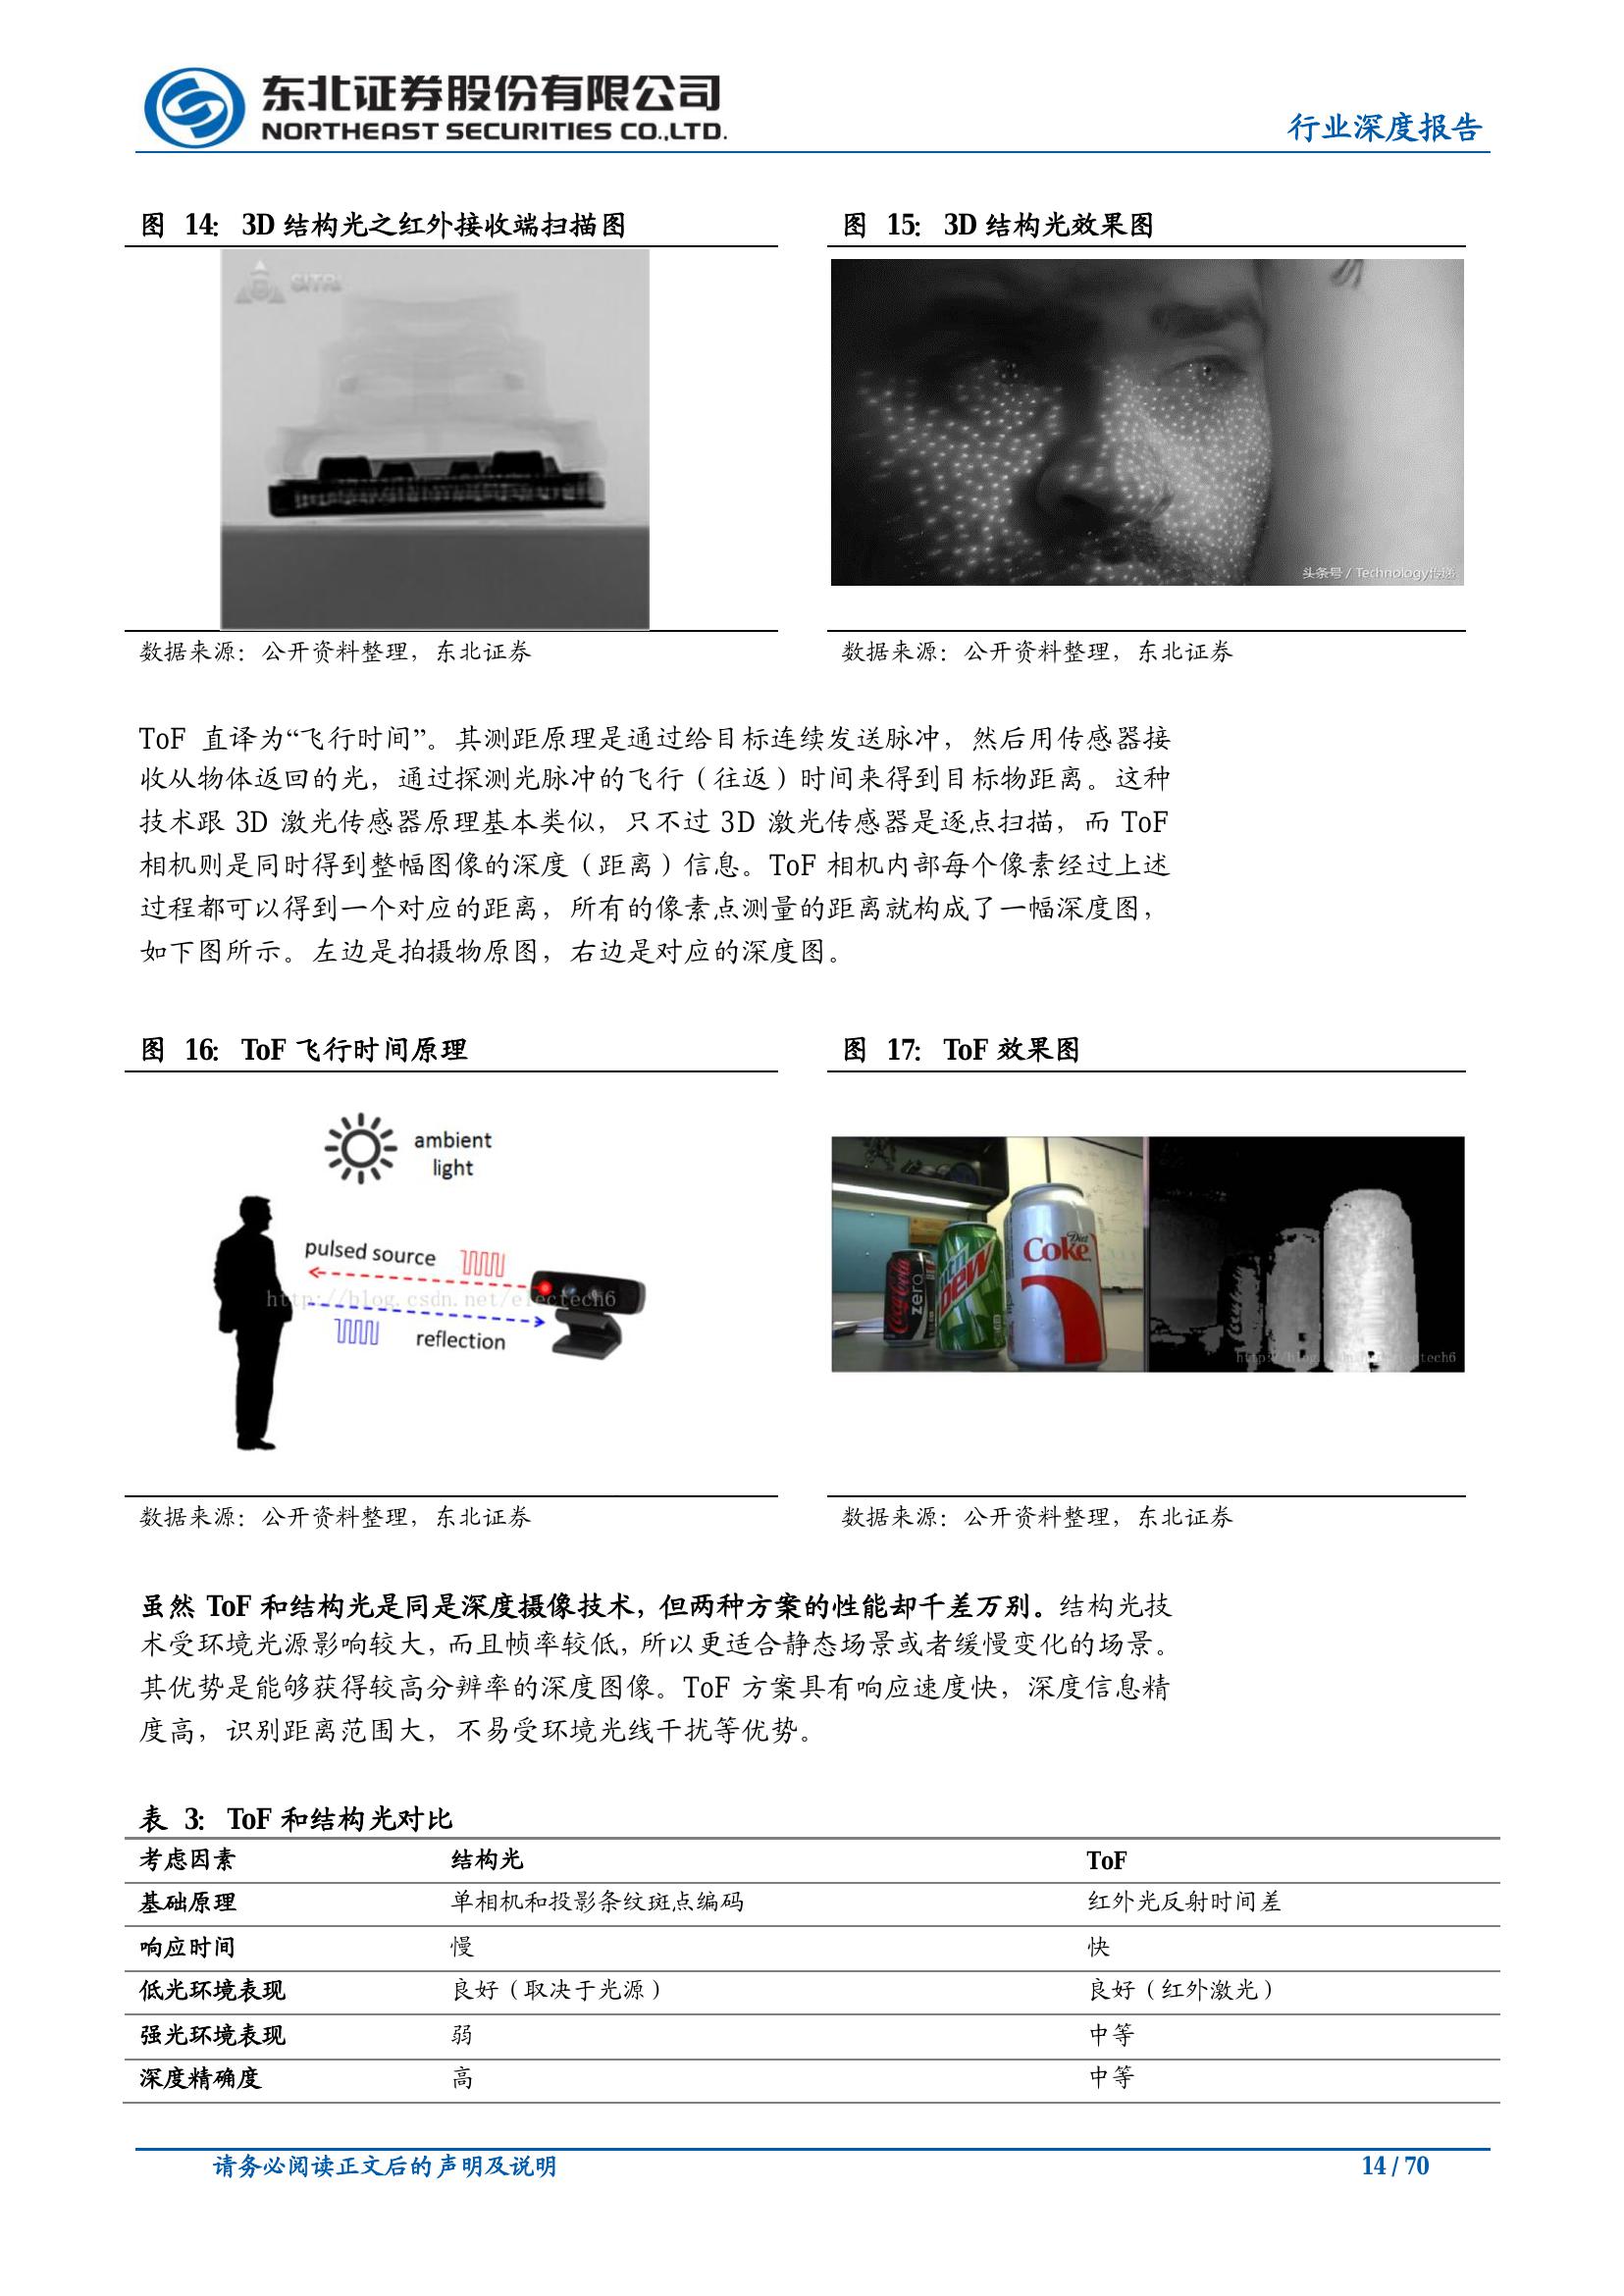 东北证券股份有限公司
NORTHEAST SECURITIES CO.,LTD.
行业深度报告
图 14: 3D 结构光之红外接收端扫描图
SITRI
数据来源：公开资料整理，东北证券
图 15: 3D 结构光效果图
头条号 / Technology传递
数据来源：公开资料整理，东北证券
ToF 直译为“飞行时间”。其测距原理是通过给目标连续发送脉冲，然后用传感器接
收从物体返回的光，通过探测光脉冲的飞行（往返）时间来得到目标物距离。这种
技术跟 3D 激光传感器原理基本类似，只不过 3D 激光传感器是逐点扫描，而 ToF
相机则是同时得到整幅图像的深度（距离）信息。ToF 相机内部每个像素经过上述
过程都可以得到一个对应的距离，所有的像素点测量的距离就构成了一幅深度图，
如下图所示。左边是拍摄物原图，右边是对应的深度图。
图 16: ToF 飞行时间原理
ambient
light
pulsed source
http://blog.csdn.net/electech6
reflection
数据来源：公开资料整理，东北证券
图 17: ToF 效果图
Coca-Cola
zero
Dew
Diet
Coke
数据来源：公开资料整理，东北证券
虽然 ToF 和结构光是同是深度摄像技术，但两种方案的性能却千差万别。结构光技
术受环境光源影响较大，而且帧率较低，所以更适合静态场景或者缓慢变化的场景。
其优势是能够获得较高分辨率的深度图像。ToF 方案具有响应速度快，深度信息精
度高，识别距离范围大，不易受环境光线干扰等优势。
表 3: ToF 和结构光对比
考虑因素 结构光 ToF
基础原理 单相机和投影条纹斑点编码 红外光反射时间差
响应时间 慢 快
低光环境表现 良好（取决于光源） 良好（红外激光）
强光环境表现 弱 中等
深度精确度 高 中等
请务必阅读正文后的声明及说明
14 / 70